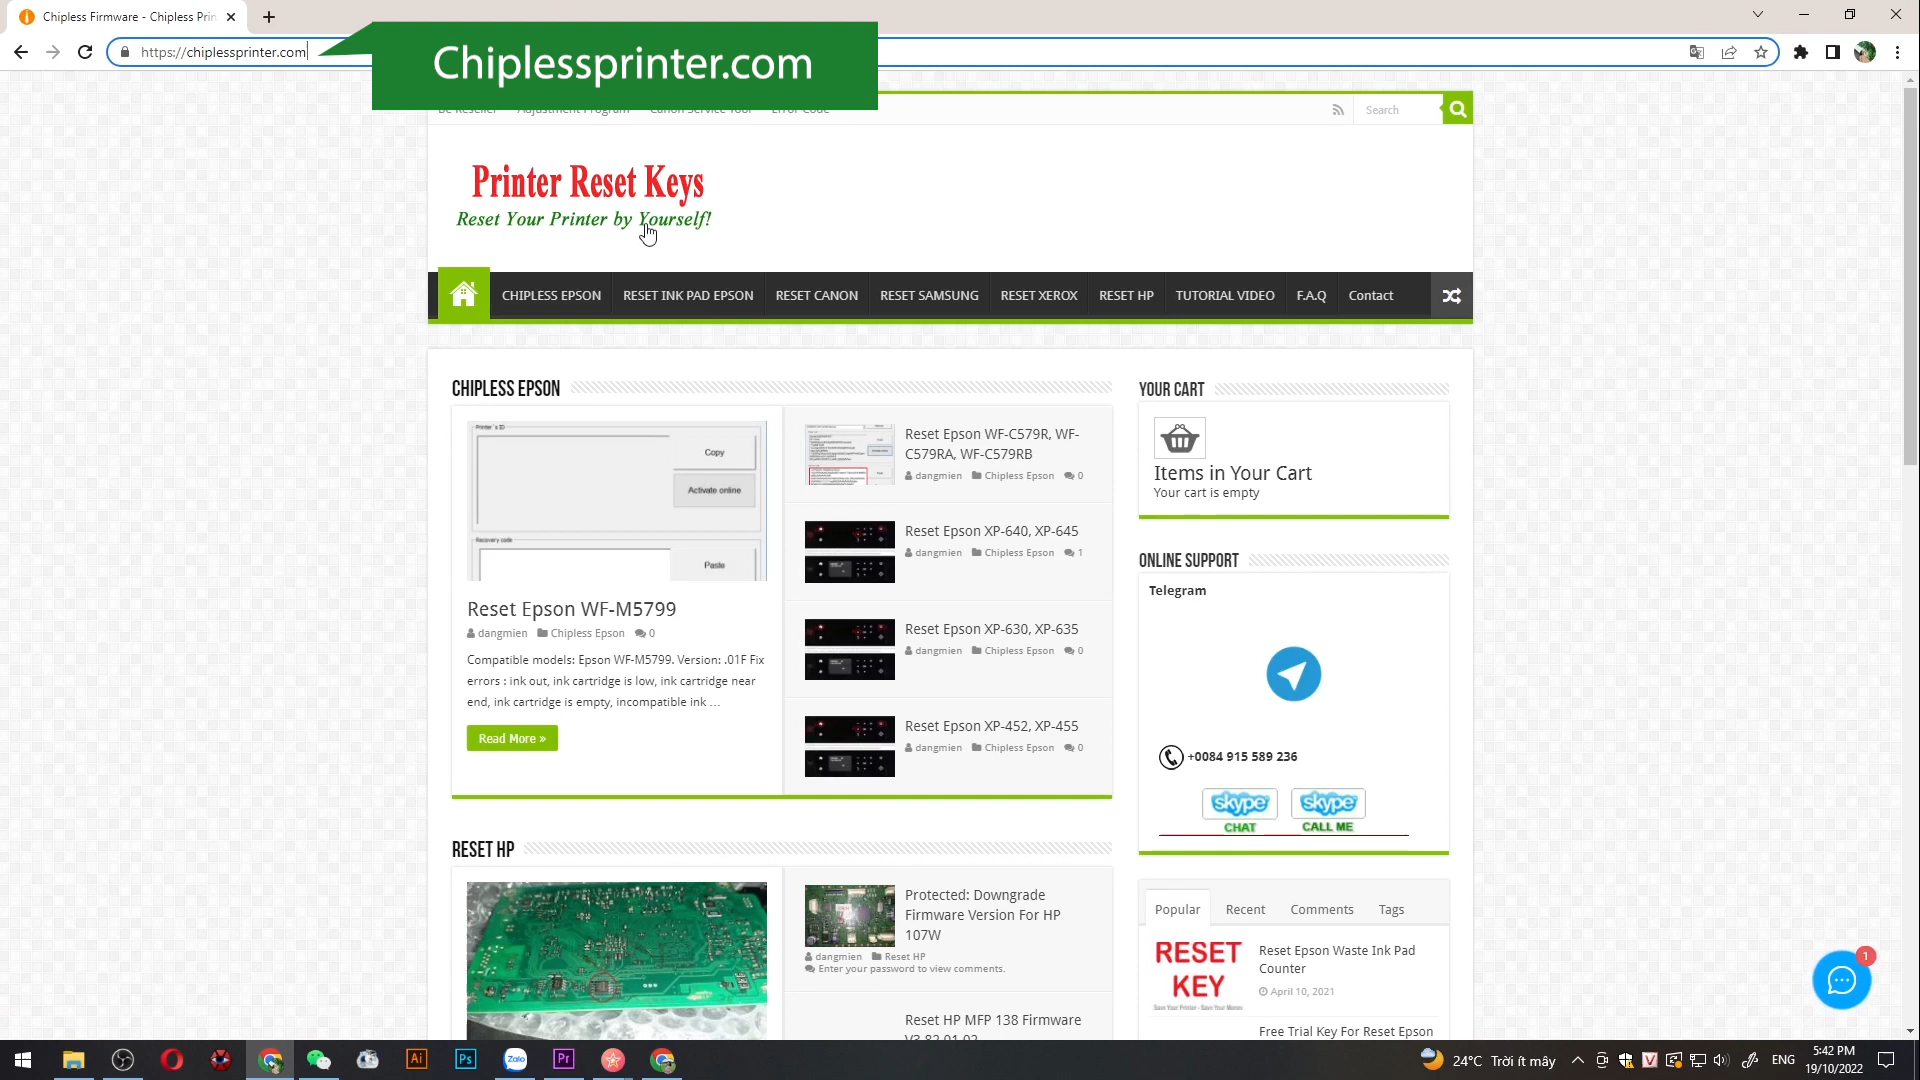 Chipless Firmware - Chipless Prin
https://chiplessprinter.com
Chiplessprinter.com
Be Reseller Adjustment Program Canon Service Tool Error Code
Search
Printer Reset Keys
Reset Your Printer by Yourself!
CHIPLESS EPSON RESET INK PAD EPSON RESET CANON RESET SAMSUNG RESET XEROX RESET HP TUTORIAL VIDEO F.A.Q Contact
CHIPLESS EPSON
Printer's ID
Copy
Activate online
Recovery code
Paste
Reset Epson WF-M5799
dangmien Chipless Epson 0
Compatible models: Epson WF-M5799. Version: .01F Fix
errors : ink out, ink cartridge is low, ink cartridge near
end, ink cartridge is empty, incompatible ink ...
Read More »
Reset Epson WF-C579R, WF-
C579RA, WF-C579RB
dangmien Chipless Epson 0
Reset Epson XP-640, XP-645
dangmien Chipless Epson 1
Reset Epson XP-630, XP-635
dangmien Chipless Epson 0
Reset Epson XP-452, XP-455
dangmien Chipless Epson 0
YOUR CART
Items in Your Cart
Your cart is empty
ONLINE SUPPORT
Telegram
+0084 915 589 236
skype skype
CHAT CALL ME
RESET HP
Protected: Downgrade
Firmware Version For HP
107W
dangmien Reset HP
Enter your password to view comments.
Reset HP MFP 138 Firmware
V3.82.01.02
Popular Recent Comments Tags
RESET
KEY
Save Your Printer - Save Your Money
Reset Epson Waste Ink Pad
Counter
April 10, 2021
Free Trial Key For Reset Epson
1
Ai Ps Zalo Pr
24°C Trời ít mây
V
ENG
5:42 PM
19/10/2022